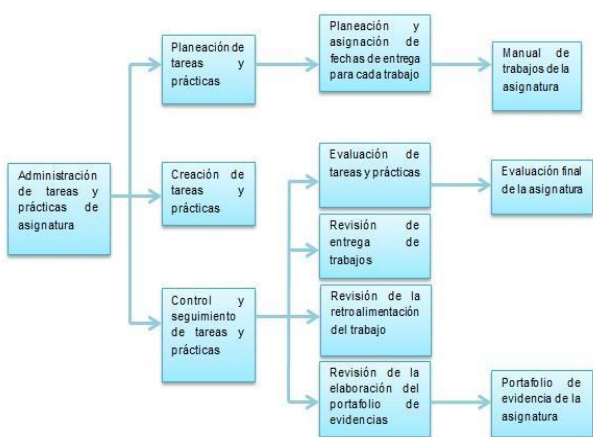 Administración
de tareas y
prácticas de
asignatura
Planeación de
tareas y
prácticas
Planeación y
asignación de
fechas de entrega
para cada trabajo
Manual de
trabajos de la
asignatura
Creación de
tareas y
prácticas
Control y
seguimiento
de tareas y
prácticas
Evaluación de
tareas y prácticas
Evaluación final
de la asignatura
Revisión de
entrega de
trabajos
Revisión de la
retroalimentación
del trabajo
Revisión de la
elaboración del
portafolio de
evidencias
Portafolio de
evidencia de la
asignatura